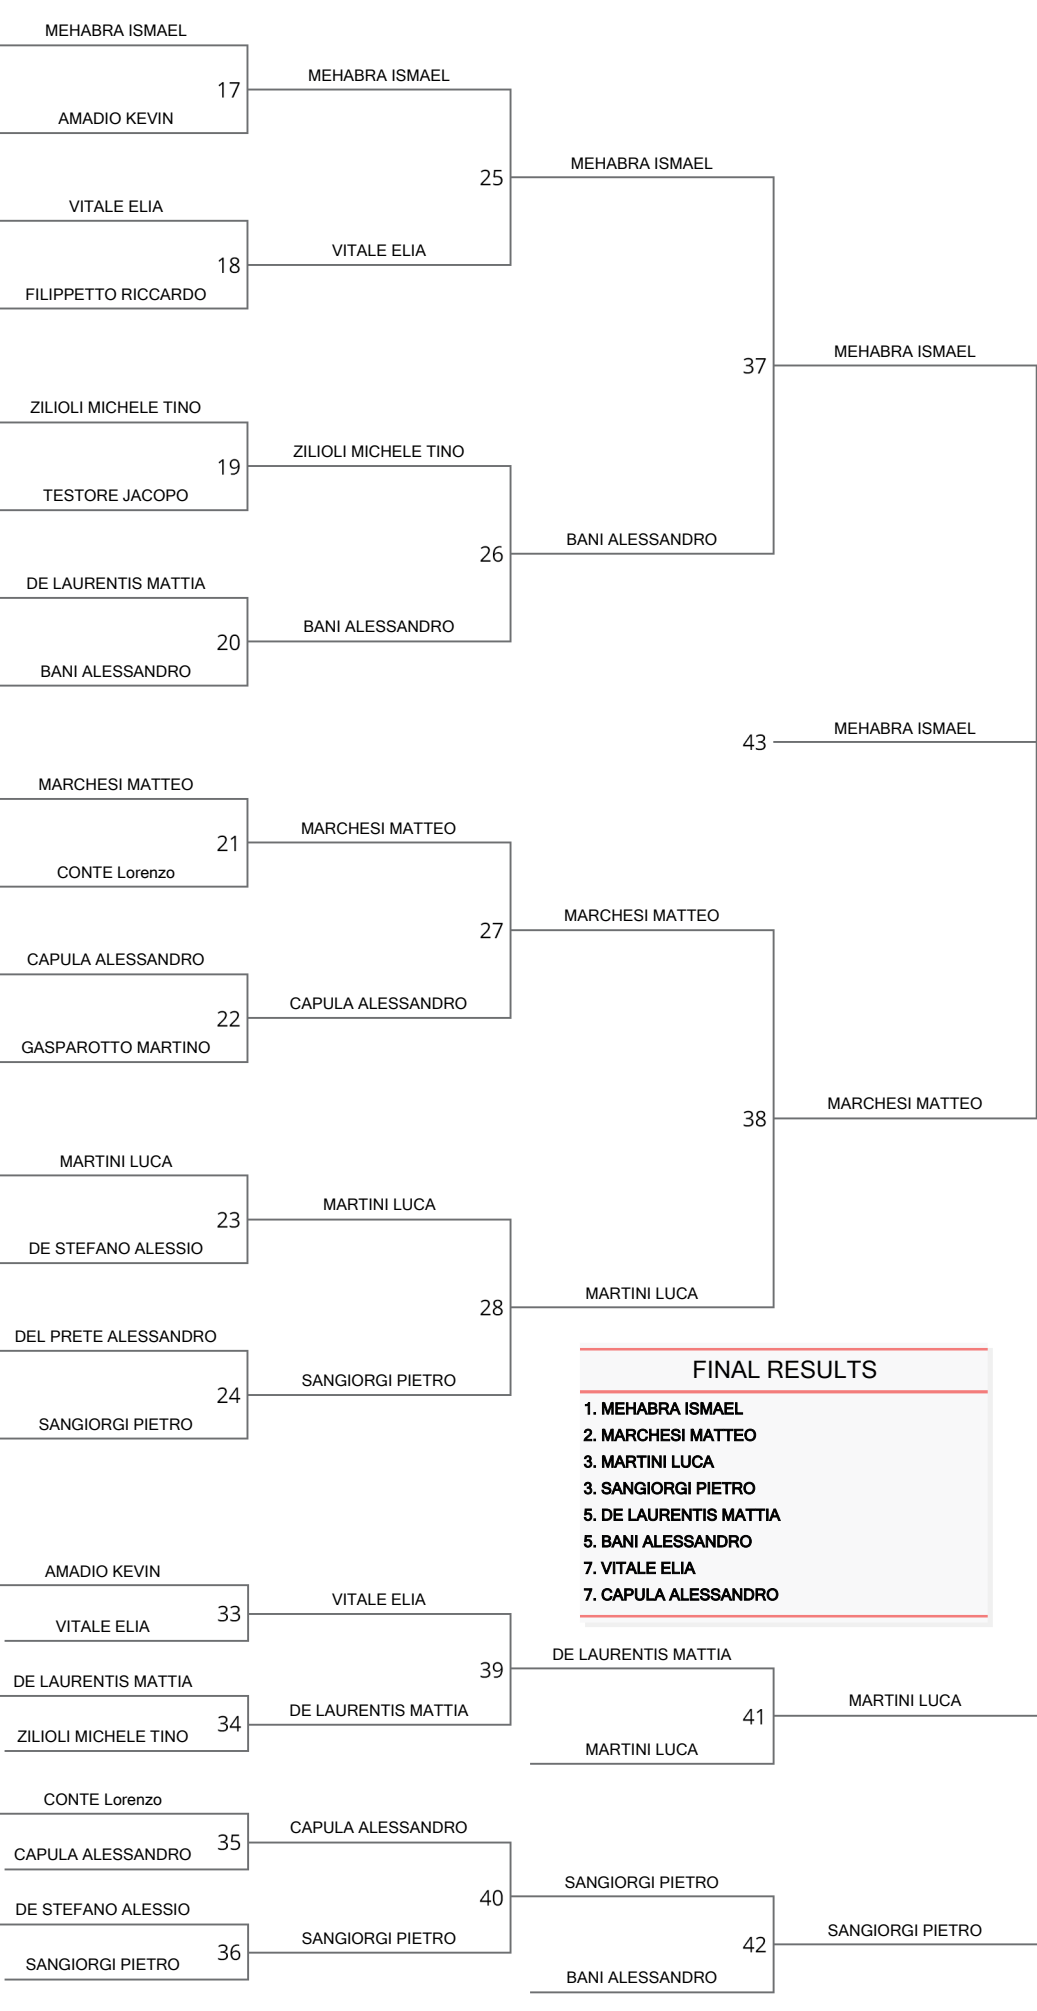 MEHABRA ISMAEL
17
MEHABRA ISMAEL
AMADIO KEVIN
25
MEHABRA ISMAEL
VITALE ELIA
18
VITALE ELIA
FILIPPETTO RICCARDO
37
MEHABRA ISMAEL
ZILIOLI MICHELE TINO
19
ZILIOLI MICHELE TINO
TESTORE JACOPO
26
BANI ALESSANDRO
DE LAURENTIS MATTIA
20
BANI ALESSANDRO
BANI ALESSANDRO
43
MEHABRA ISMAEL
MARCHESI MATTEO
21
MARCHESI MATTEO
CONTE Lorenzo
27
MARCHESI MATTEO
CAPULA ALESSANDRO
22
CAPULA ALESSANDRO
GASPAROTTO MARTINO
38
MARCHESI MATTEO
MARTINI LUCA
23
MARTINI LUCA
DE STEFANO ALESSIO
28
MARTINI LUCA
DEL PRETE ALESSANDRO
24
SANGIORGI PIETRO
SANGIORGI PIETRO
FINAL RESULTS
1. MEHABRA ISMAEL
2. MARCHESI MATTEO
3. MARTINI LUCA
3. SANGIORGI PIETRO
5. DE LAURENTIS MATTIA
5. BANI ALESSANDRO
7. VITALE ELIA
7. CAPULA ALESSANDRO
AMADIO KEVIN
33
VITALE ELIA
VITALE ELIA
39
DE LAURENTIS MATTIA
DE LAURENTIS MATTIA
34
DE LAURENTIS MATTIA
ZILIOLI MICHELE TINO
41
MARTINI LUCA
MARTINI LUCA
CONTE Lorenzo
35
CAPULA ALESSANDRO
CAPULA ALESSANDRO
40
SANGIORGI PIETRO
DE STEFANO ALESSIO
36
SANGIORGI PIETRO
SANGIORGI PIETRO
42
SANGIORGI PIETRO
BANI ALESSANDRO